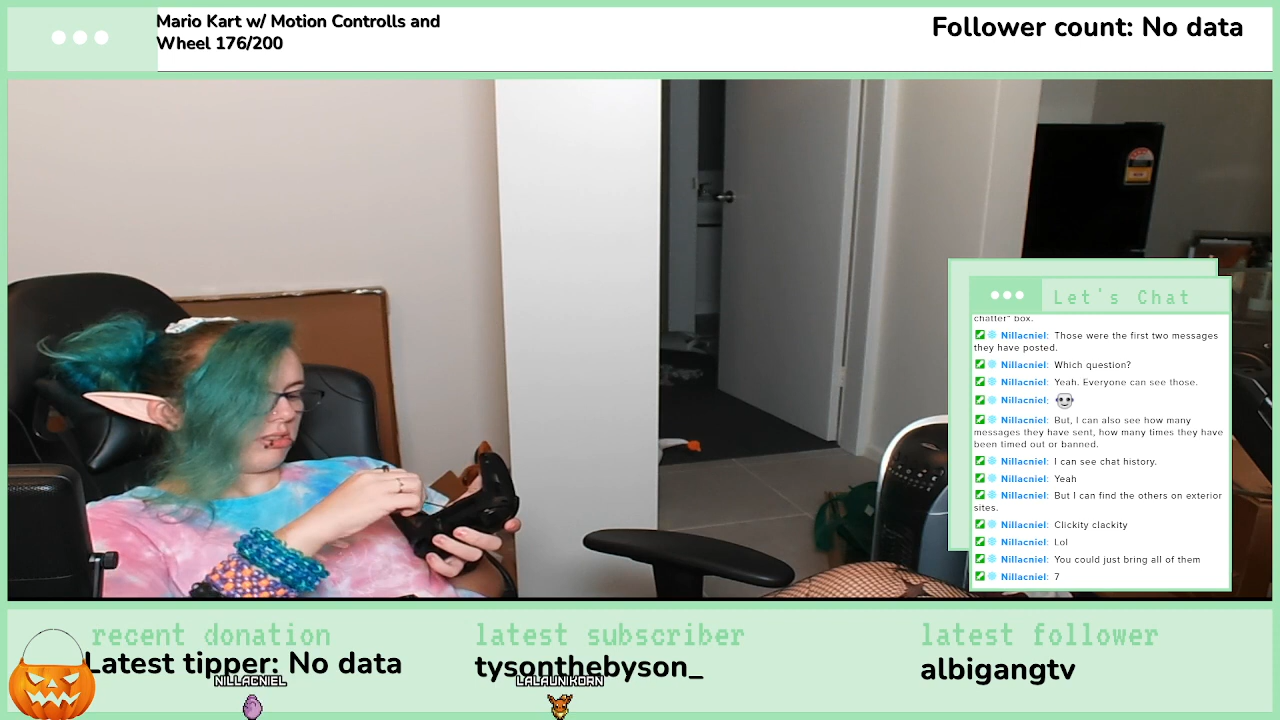 Mario Kart w/ Motion Controlls and
Wheel 176/200
Follower count: No data
Let's Chat
chatter" box.
Nillacniel: Those were the first two messages
they have posted.
Nillacniel: Which question?
Nillacniel: Yeah. Everyone can see those.
Nillacniel:
Nillacniel: But, I can also see how many
messages they have sent, how many times they have
been timed out or banned.
Nillacniel: I can see chat history.
Nillacniel: Yeah
Nillacniel: But I can find the others on exterior
sites.
Nillacniel: Clickity clackity
Nillacniel: Lol
Nillacniel: You could just bring all of them
Nillacniel: 7
recent donation
Latest tipper: No data
NILLACNIEL
latest subscriber
tysonthebyson_
LALAUNIKORN
latest follower
albigangtv